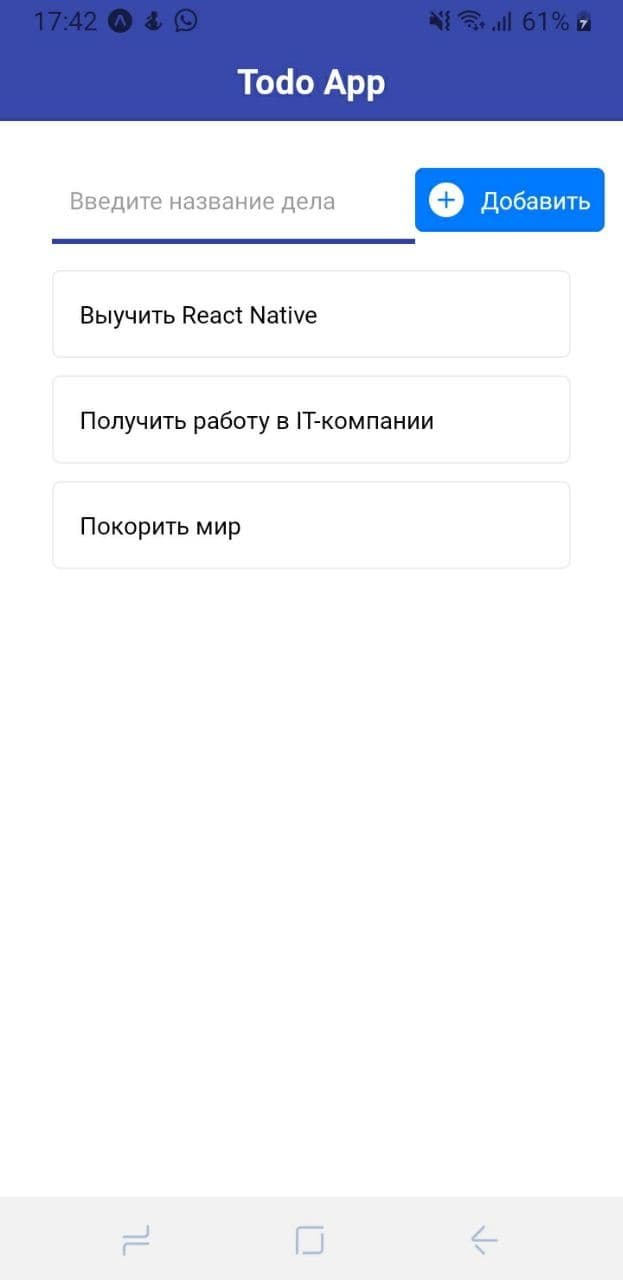 17:42 61%
Todo App
Введите название дела
Добавить
Выучить React Native
Получить работу в IT-компании
Покорить мир